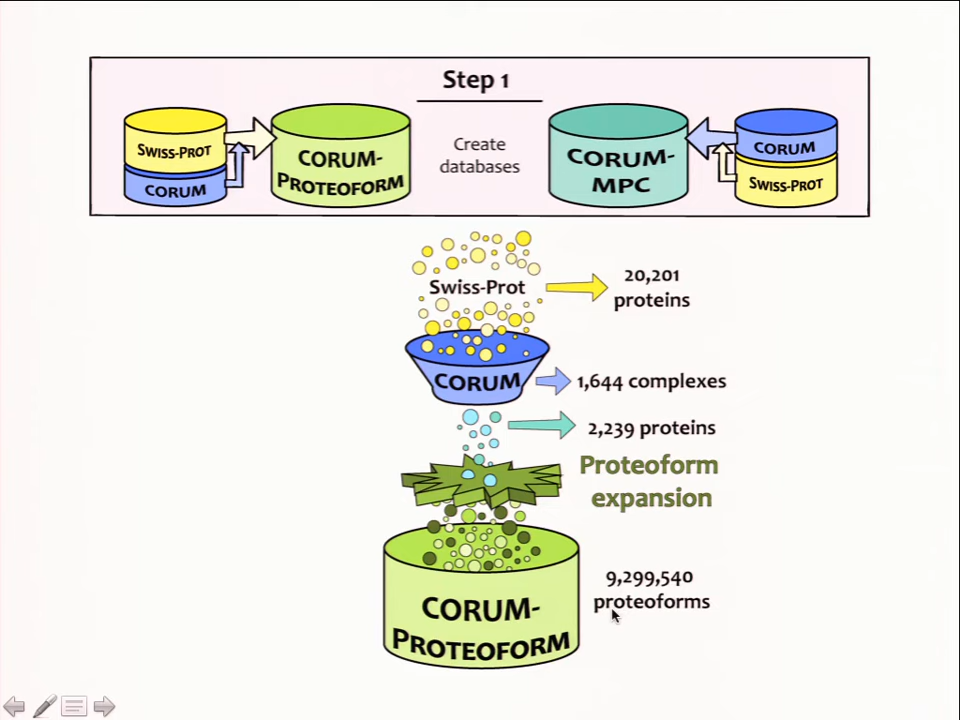 Step 1
SWISS-PROT
CORUM
CORUM-
PROTEOFORM
Create
databases
CORUM-
MPC
CORUM
SWISS-PROT
Swiss-Prot
20,201
proteins
CORUM
1,644 complexes
2,239 proteins
Proteoform
expansion
9,299,540
proteoforms
CORUM-
PROTEOFORM